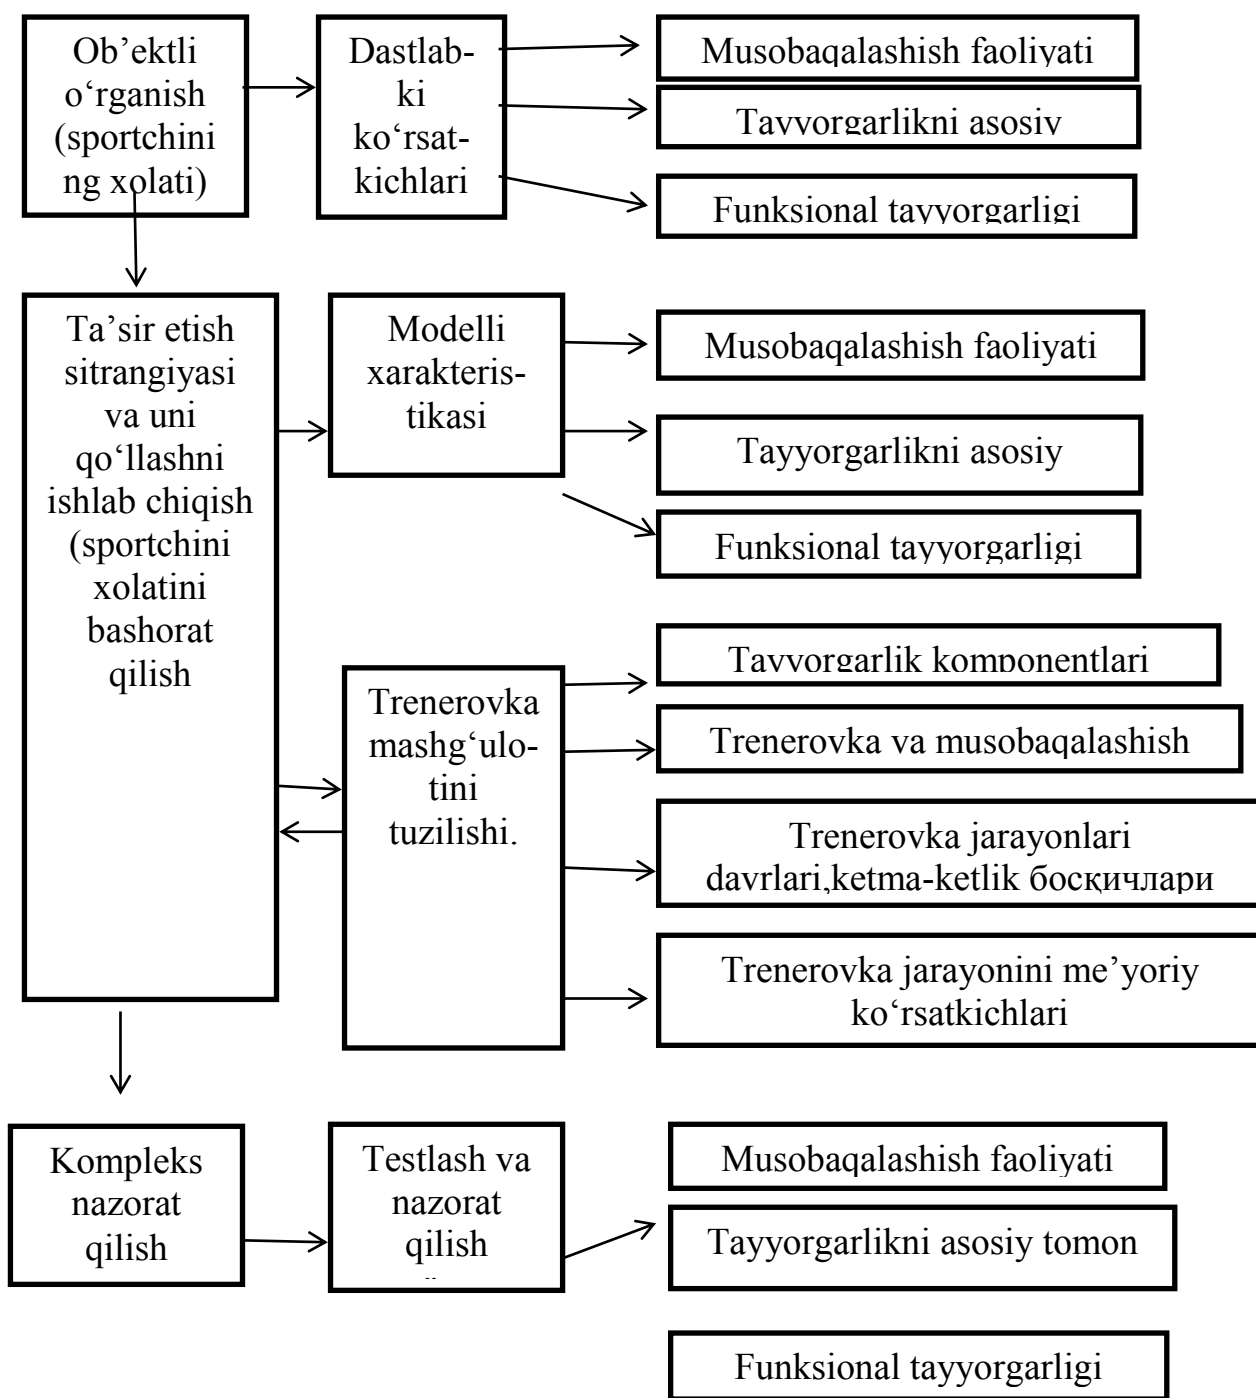 Ob’ektli
o‘rganish
(sportchini
ng xolati)
Dastlab-
ki
ko‘rsat-
kichlari
Musobaqalashish faoliyati
Tayyorgarlikni asosiy
Funksional tayyorgarligi
Ta’sir etish
sitrangiyasi
va uni
qo‘llashni
ishlab chiqish
(sportchini
xolatini
bashorat
qilish
Modelli
xarakteris-
tikasi
Musobaqalashish faoliyati
Tayyorgarlikni asosiy
Funksional tayyorgarligi
Trenerovka
mashg‘ulo-
tini
tuzilishi.
Tayyorgarlik komponentlari
Trenerovka va musobaqalashish
Trenerovka jarayonlari
davrlari,ketma-ketlik босқичлари
Trenerovka jarayonini me’yoriy
ko‘rsatkichlari
Kompleks
nazorat
qilish
Testlash va
nazorat
qilish
Musobaqalashish faoliyati
Tayyorgarlikni asosiy tomon
Funksional tayyorgarligi